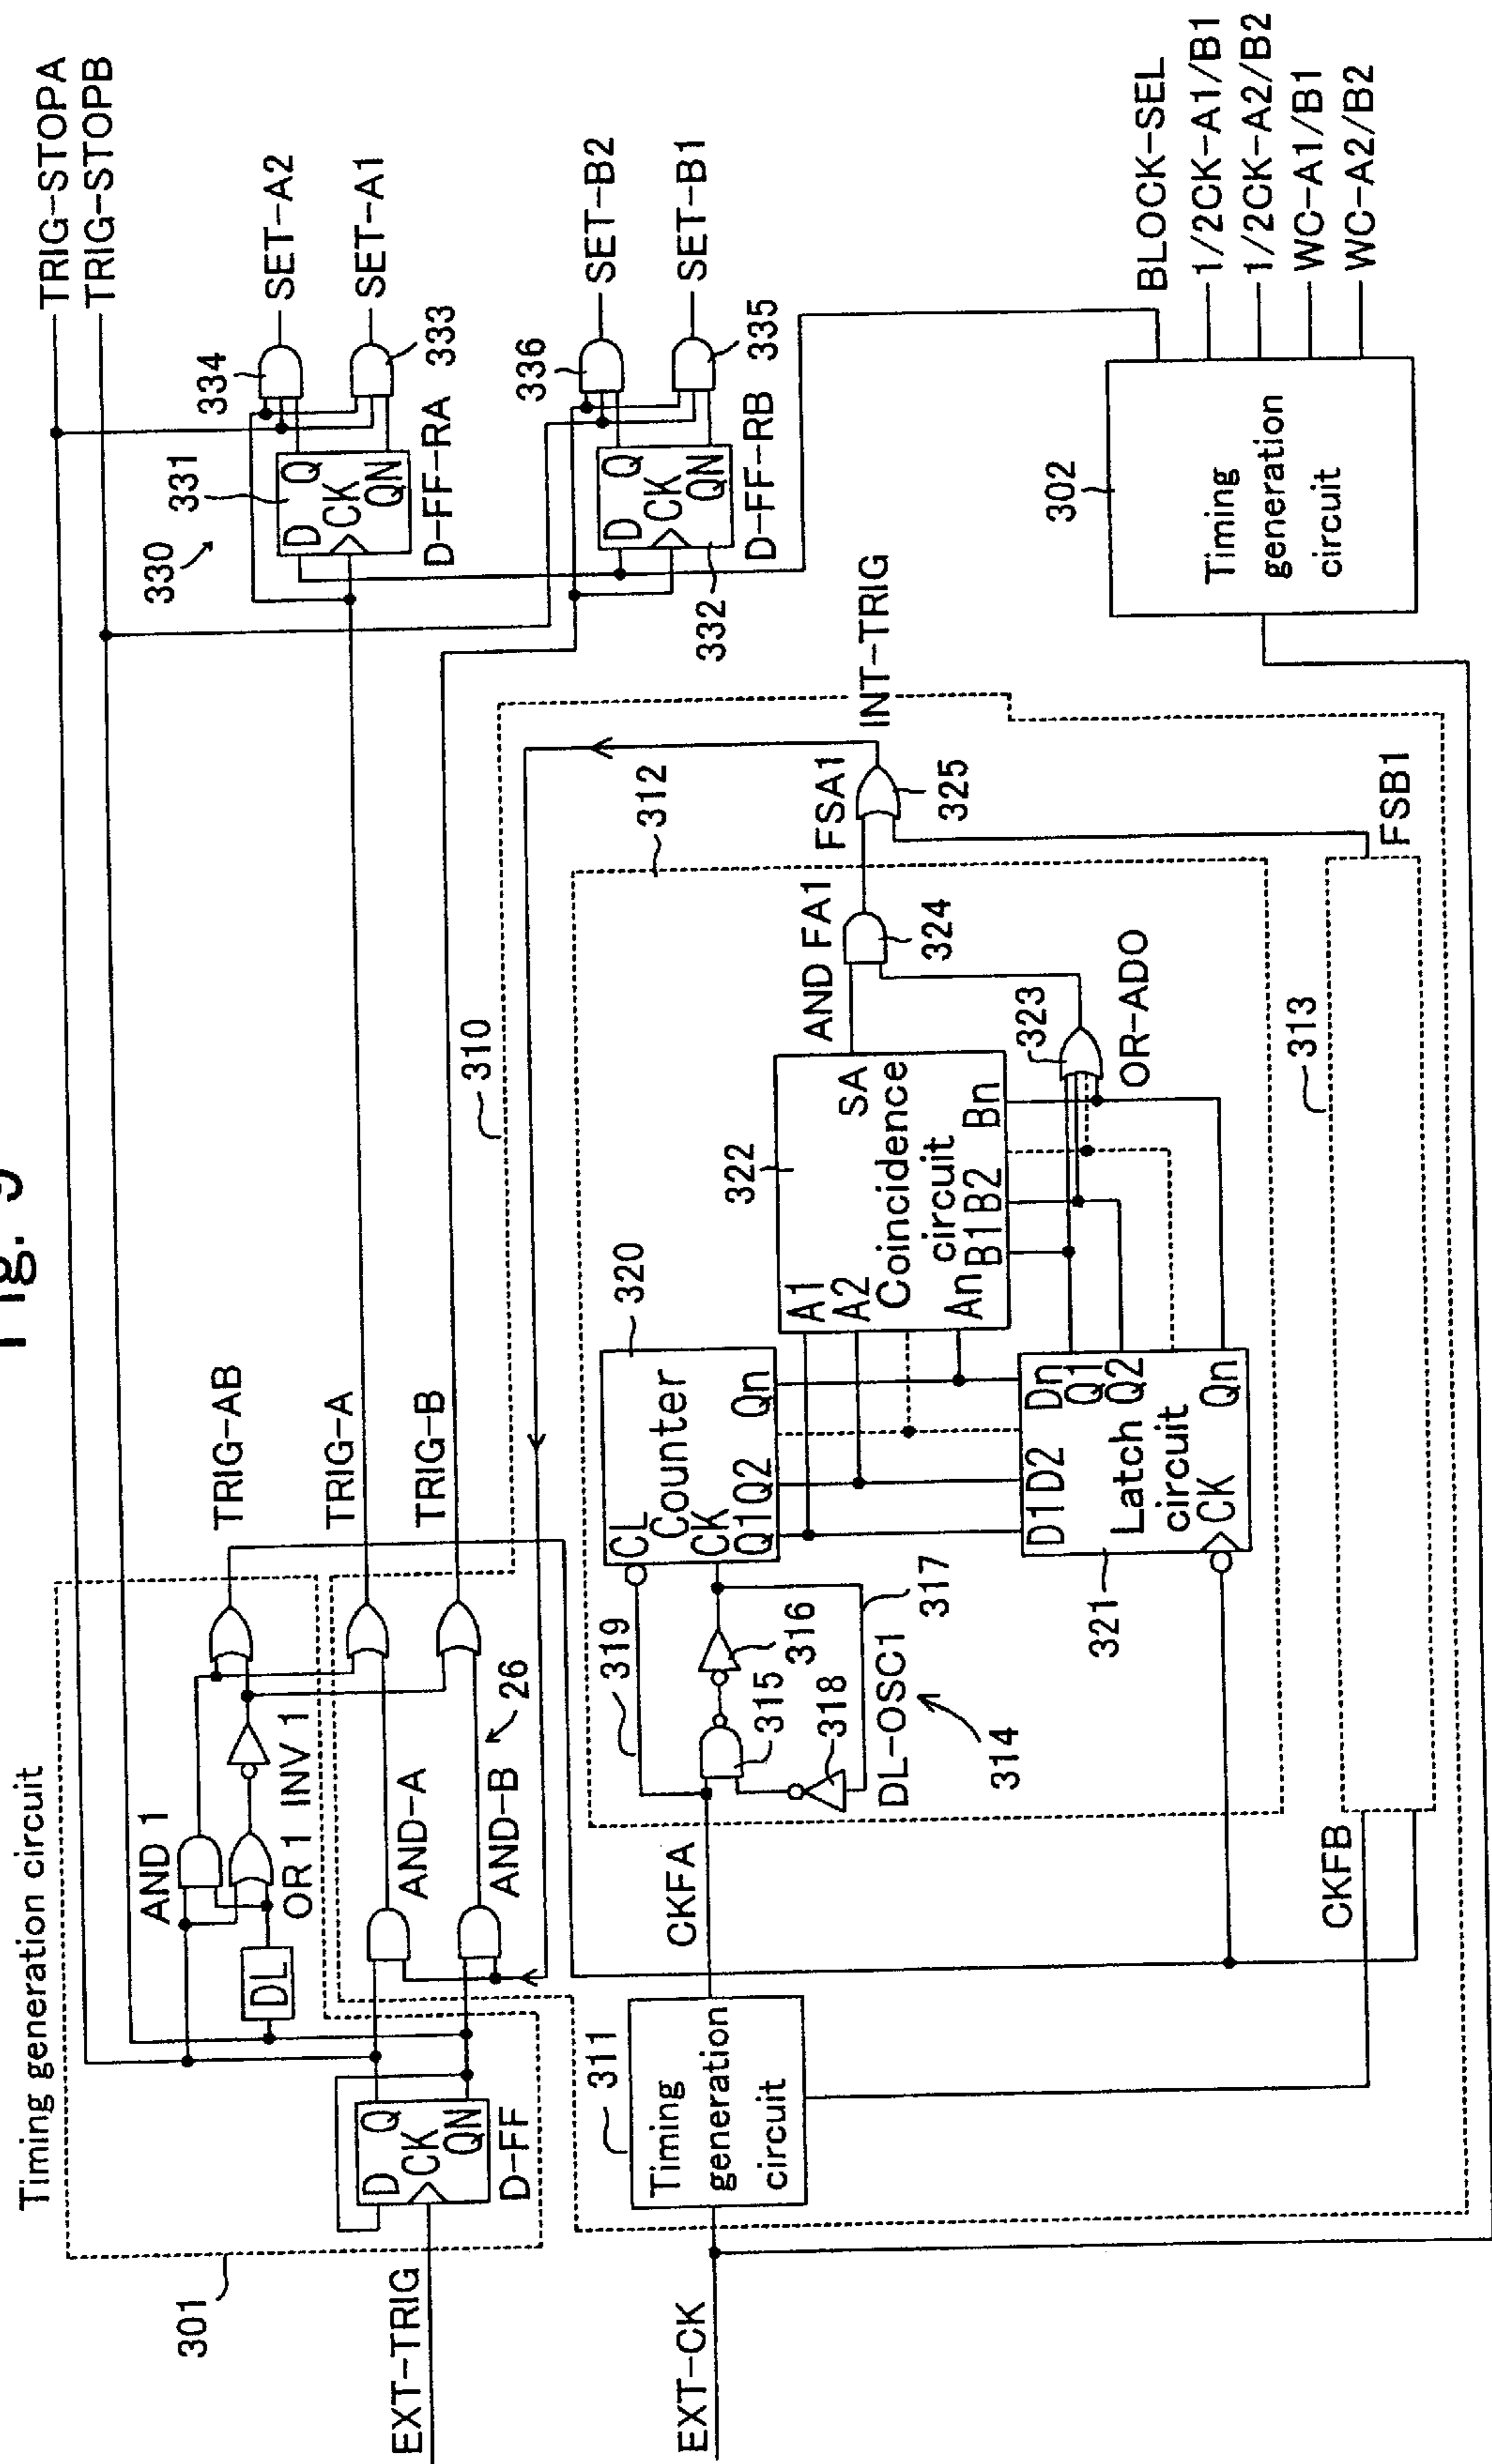 Fig. 9
Timing generation circuit
TRIG-STOPA
TRIG-STOPB
301
AND 1
OR 1
INV 1
DL
TRIG-AB
TRIG-A
TRIG-B
D
Q
CK
QN
D-FF
EXT-TRIG
AND-A
AND-B
26
330
331
D
Q
CK
QN
D-FF-RA
334
333
SET-A2
SET-A1
332
D
Q
CK
QN
D-FF-RB
336
335
SET-B2
SET-B1
310
INT-TRIG
EXT-CK
311
Timing
generation
circuit
CKFA
CKFB
312
319
315
316
317
318
DL-OSC1
314
320
CL
Counter
CK
Q1
Q2
Qn
321
D1
D2
Dn
Latch
circuit
CK
Q1
Q2
Qn
322
A1
A2
An
Coincidence
circuit
SA
B1
B2
Bn
323
OR-ADO
AND FA1
324
FSA1
325
313
FSB1
302
Timing
generation
circuit
BLOCK-SEL
1/2CK-A1/B1
1/2CK-A2/B2
WC-A1/B1
WC-A2/B2